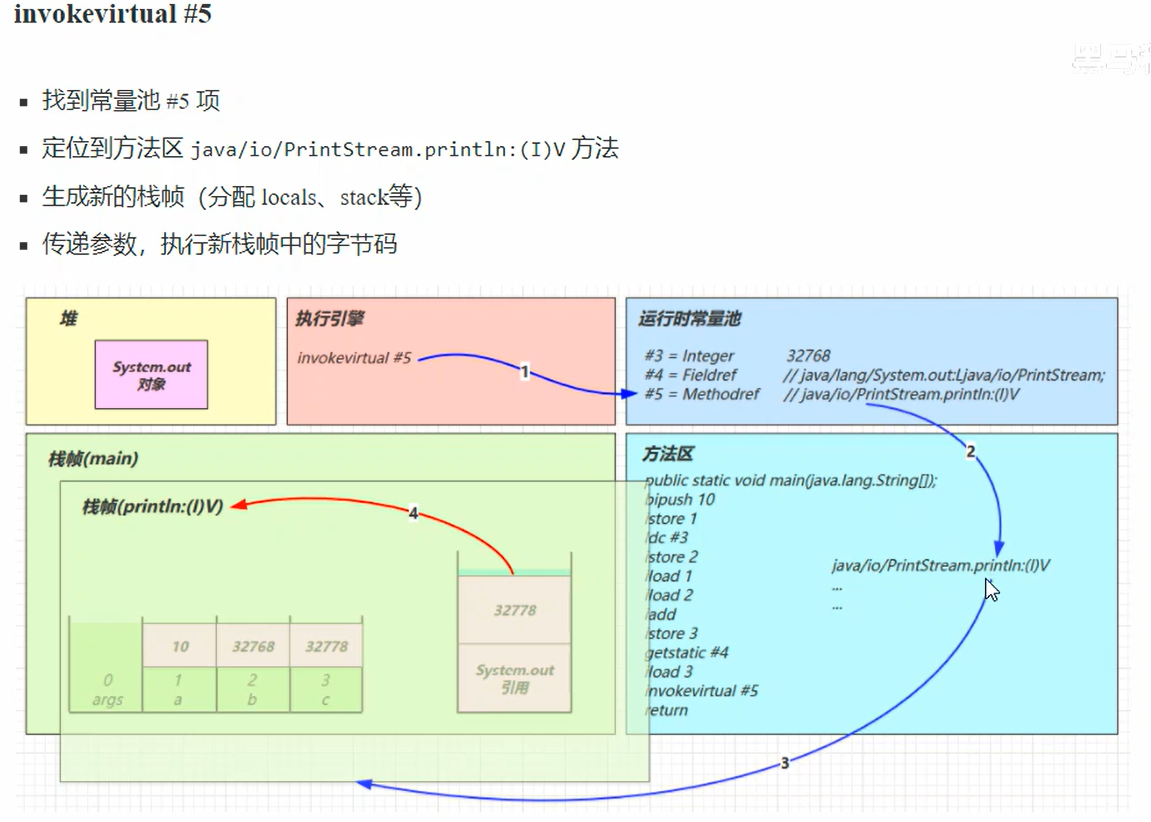 invokevirtual #5
黑马
找到常量池 #5 项
定位到方法区 java/io/PrintStream.println:(I)V 方法
生成新的栈帧（分配 locals、stack等）
传递参数，执行新栈帧中的字节码
堆
System.out
对象
执行引擎
invokevirtual #5
1
运行时常量池
#3 = Integer 32768
#4 = Fieldref // java/lang/System.out:Ljava/io/PrintStream;
#5 = Methodref // java/io/PrintStream.println:(I)V
栈帧(main)
栈帧(println:(I)V)
4
32778
System.out
引用
10 32768 32778
0 1 2 3
args a b c
方法区
2
public static void main(java.lang.String[]);
bipush 10
istore 1
ldc #3
istore 2
iload 1
iload 2
iadd
istore 3
getstatic #4
iload 3
invokevirtual #5
return
java/io/PrintStream.println:(I)V
...
...
3